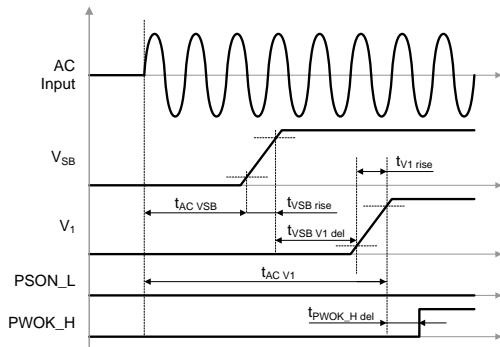 AC
Input
VSB
tV1 rise
tAC VSB
tVSB rise
V1
tVSB V1 del
tAC V1
PSON_L
tPWOK_H del
PWOK_H